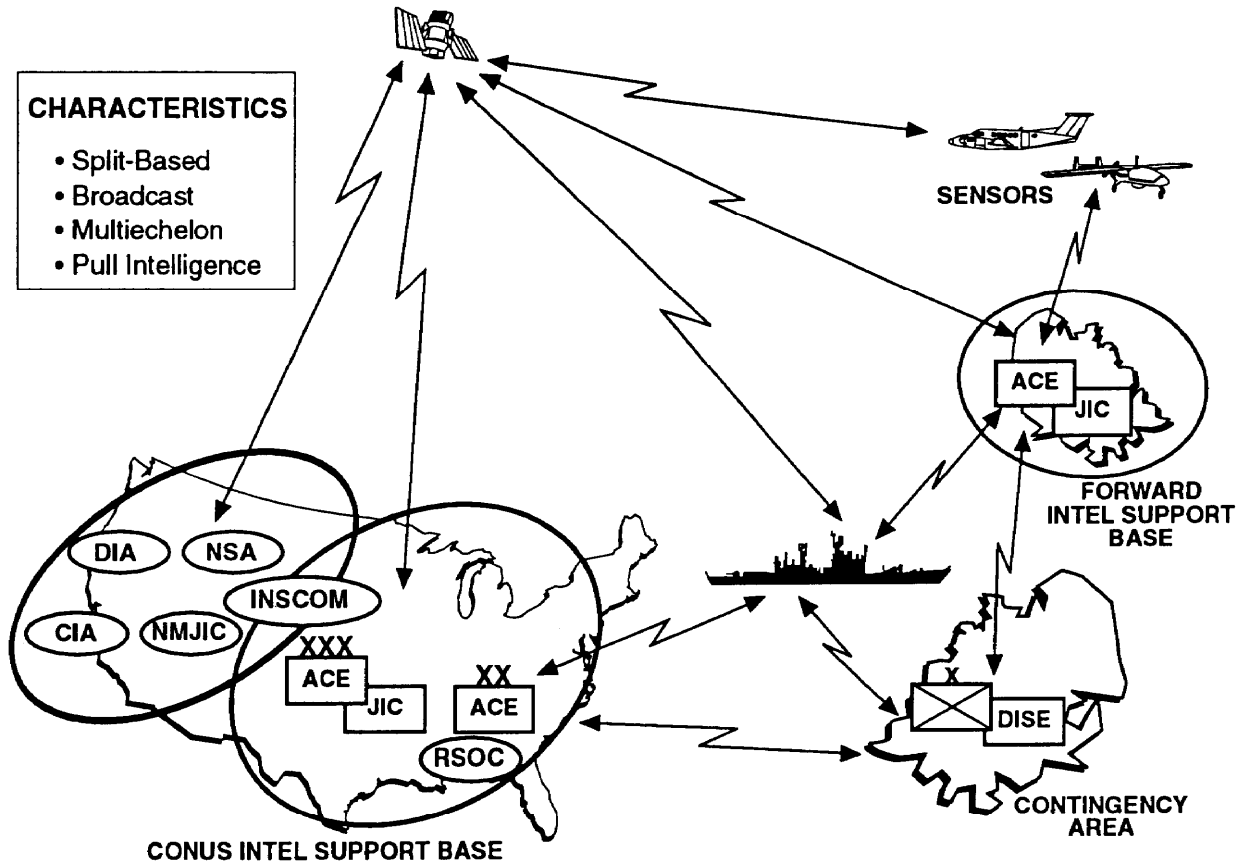 CHARACTERISTICS
• Split-Based
• Broadcast
• Multiechelon
• Pull Intelligence
SENSORS
ACE
JIC
FORWARD
INTEL SUPPORT
BASE
DIA
NSA
INSCOM
CIA
NMJIC
XXX
ACE
JIC
XX
ACE
RSOC
X
DISE
CONTINGENCY
AREA
CONUS INTEL SUPPORT BASE